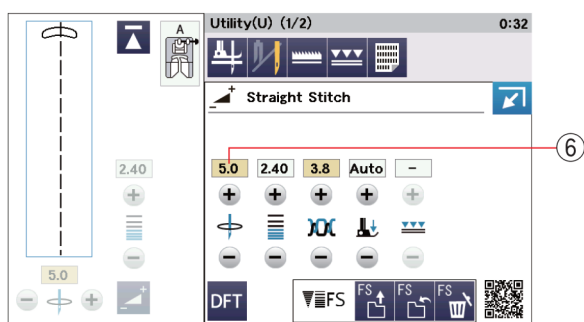 Utility(U) (1/2) 0:32
A
Straight Stitch
⑥
2.40
5.0 2.40 3.8 Auto –
5.0
DFT FS FS FS FS